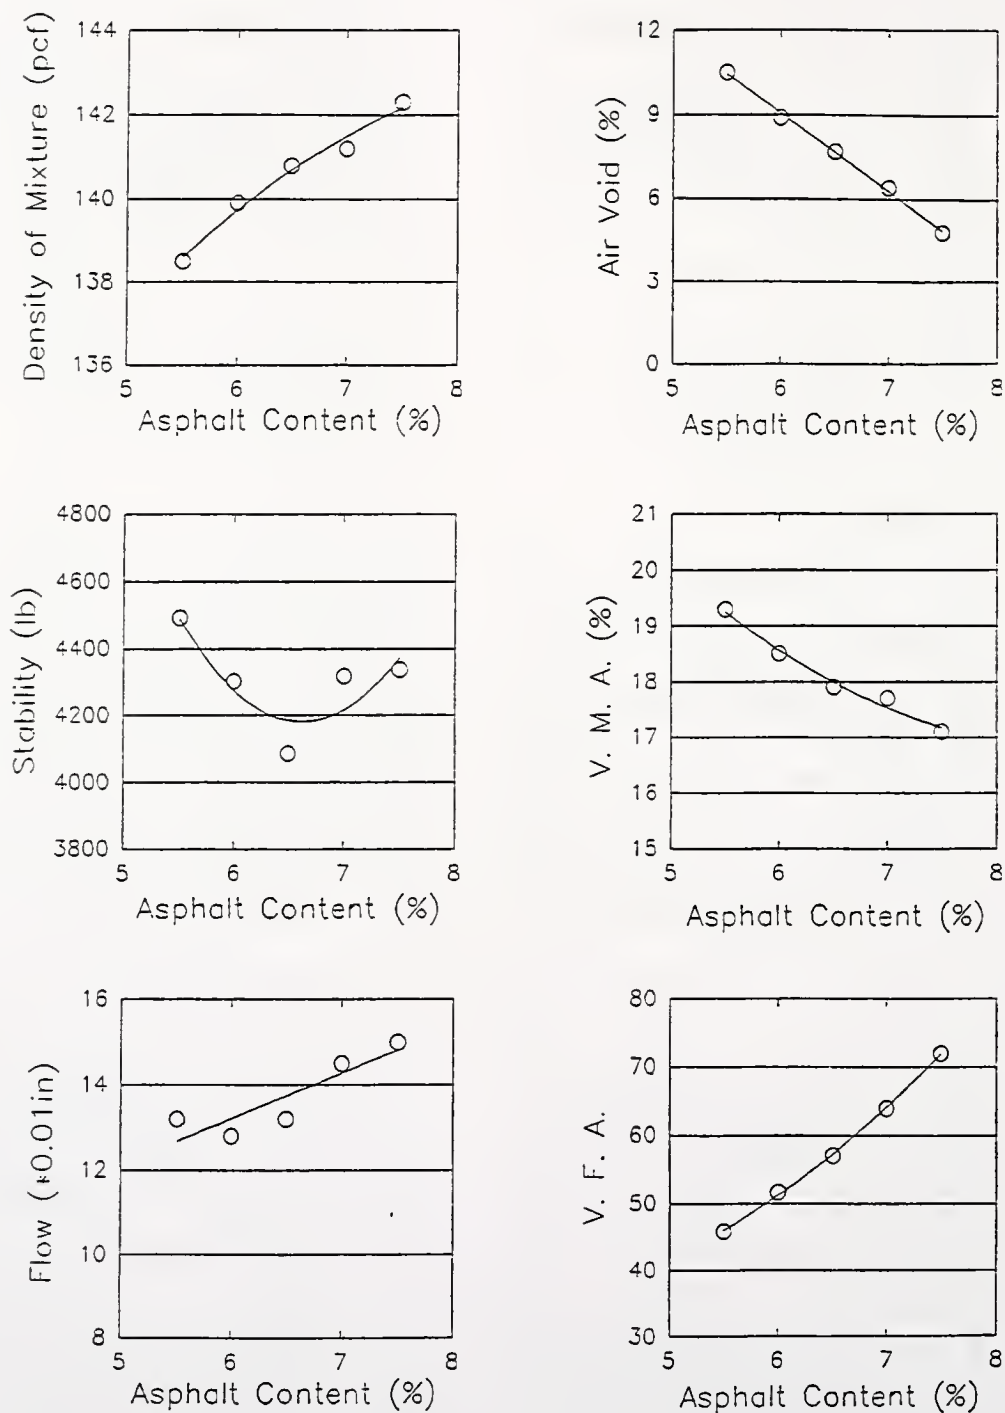 Density of Mixture (pcf)
144
142
140
138
136
5 6 7 8
Asphalt Content (%)
Air Void (%)
12
9
6
3
0
5 6 7 8
Asphalt Content (%)
Stability (lb)
4800
4600
4400
4200
4000
3800
5 6 7 8
Asphalt Content (%)
V. M. A. (%)
21
20
19
18
17
16
15
5 6 7 8
Asphalt Content (%)
Flow (*0.01in)
16
14
12
10
8
5 6 7 8
Asphalt Content (%)
V. F. A.
80
70
60
50
40
30
5 6 7 8
Asphalt Content (%)